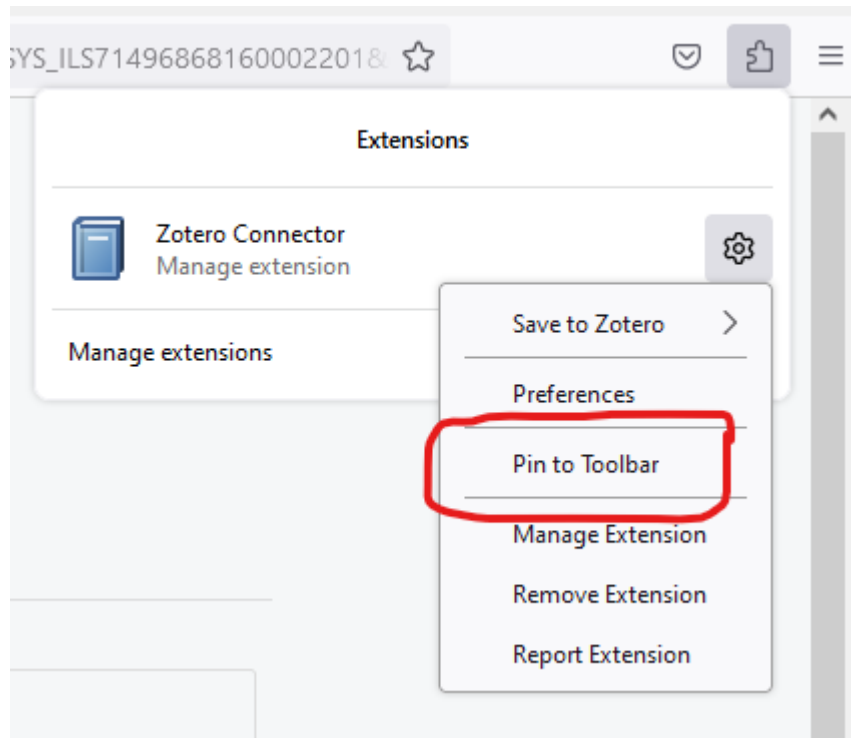 SYS_ILS71496868160002201&
Extensions
Zotero Connector
Manage extension
Manage extensions
Save to Zotero
Preferences
Pin to Toolbar
Manage Extension
Remove Extension
Report Extension